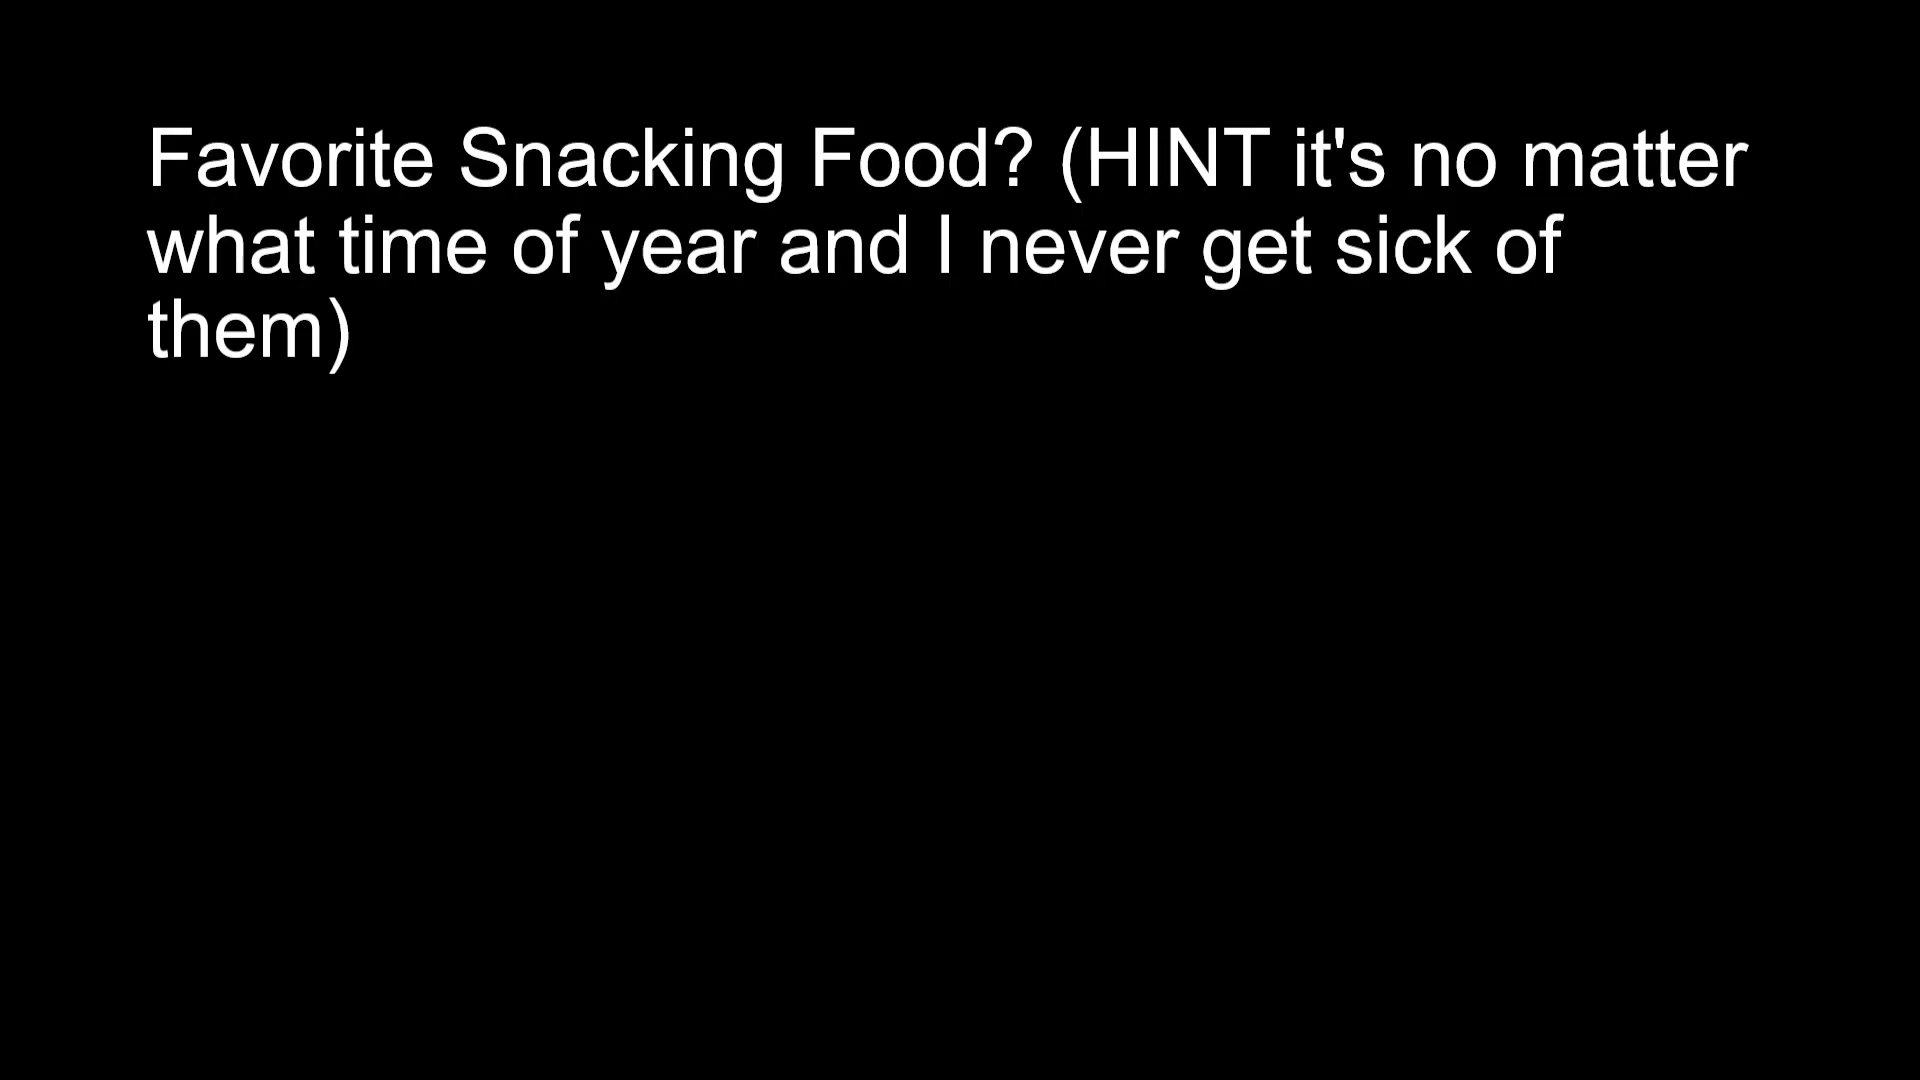 Favorite Snacking Food? (HINT it's no matter
what time of year and I never get sick of
them)